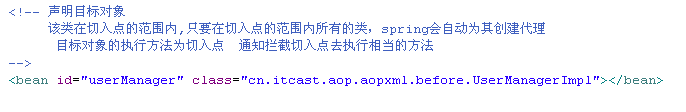 <!-- 声明目标对象
该类在切入点的范围内,只要在切入点的范围内所有的类，spring会自动为其创建代理
目标对象的执行方法为切入点 通知拦截切入点去执行相当的方法
-->
<bean id="userManager" class="cn.itcast.aop.aopxml.before.UserManagerImpl"></bean>